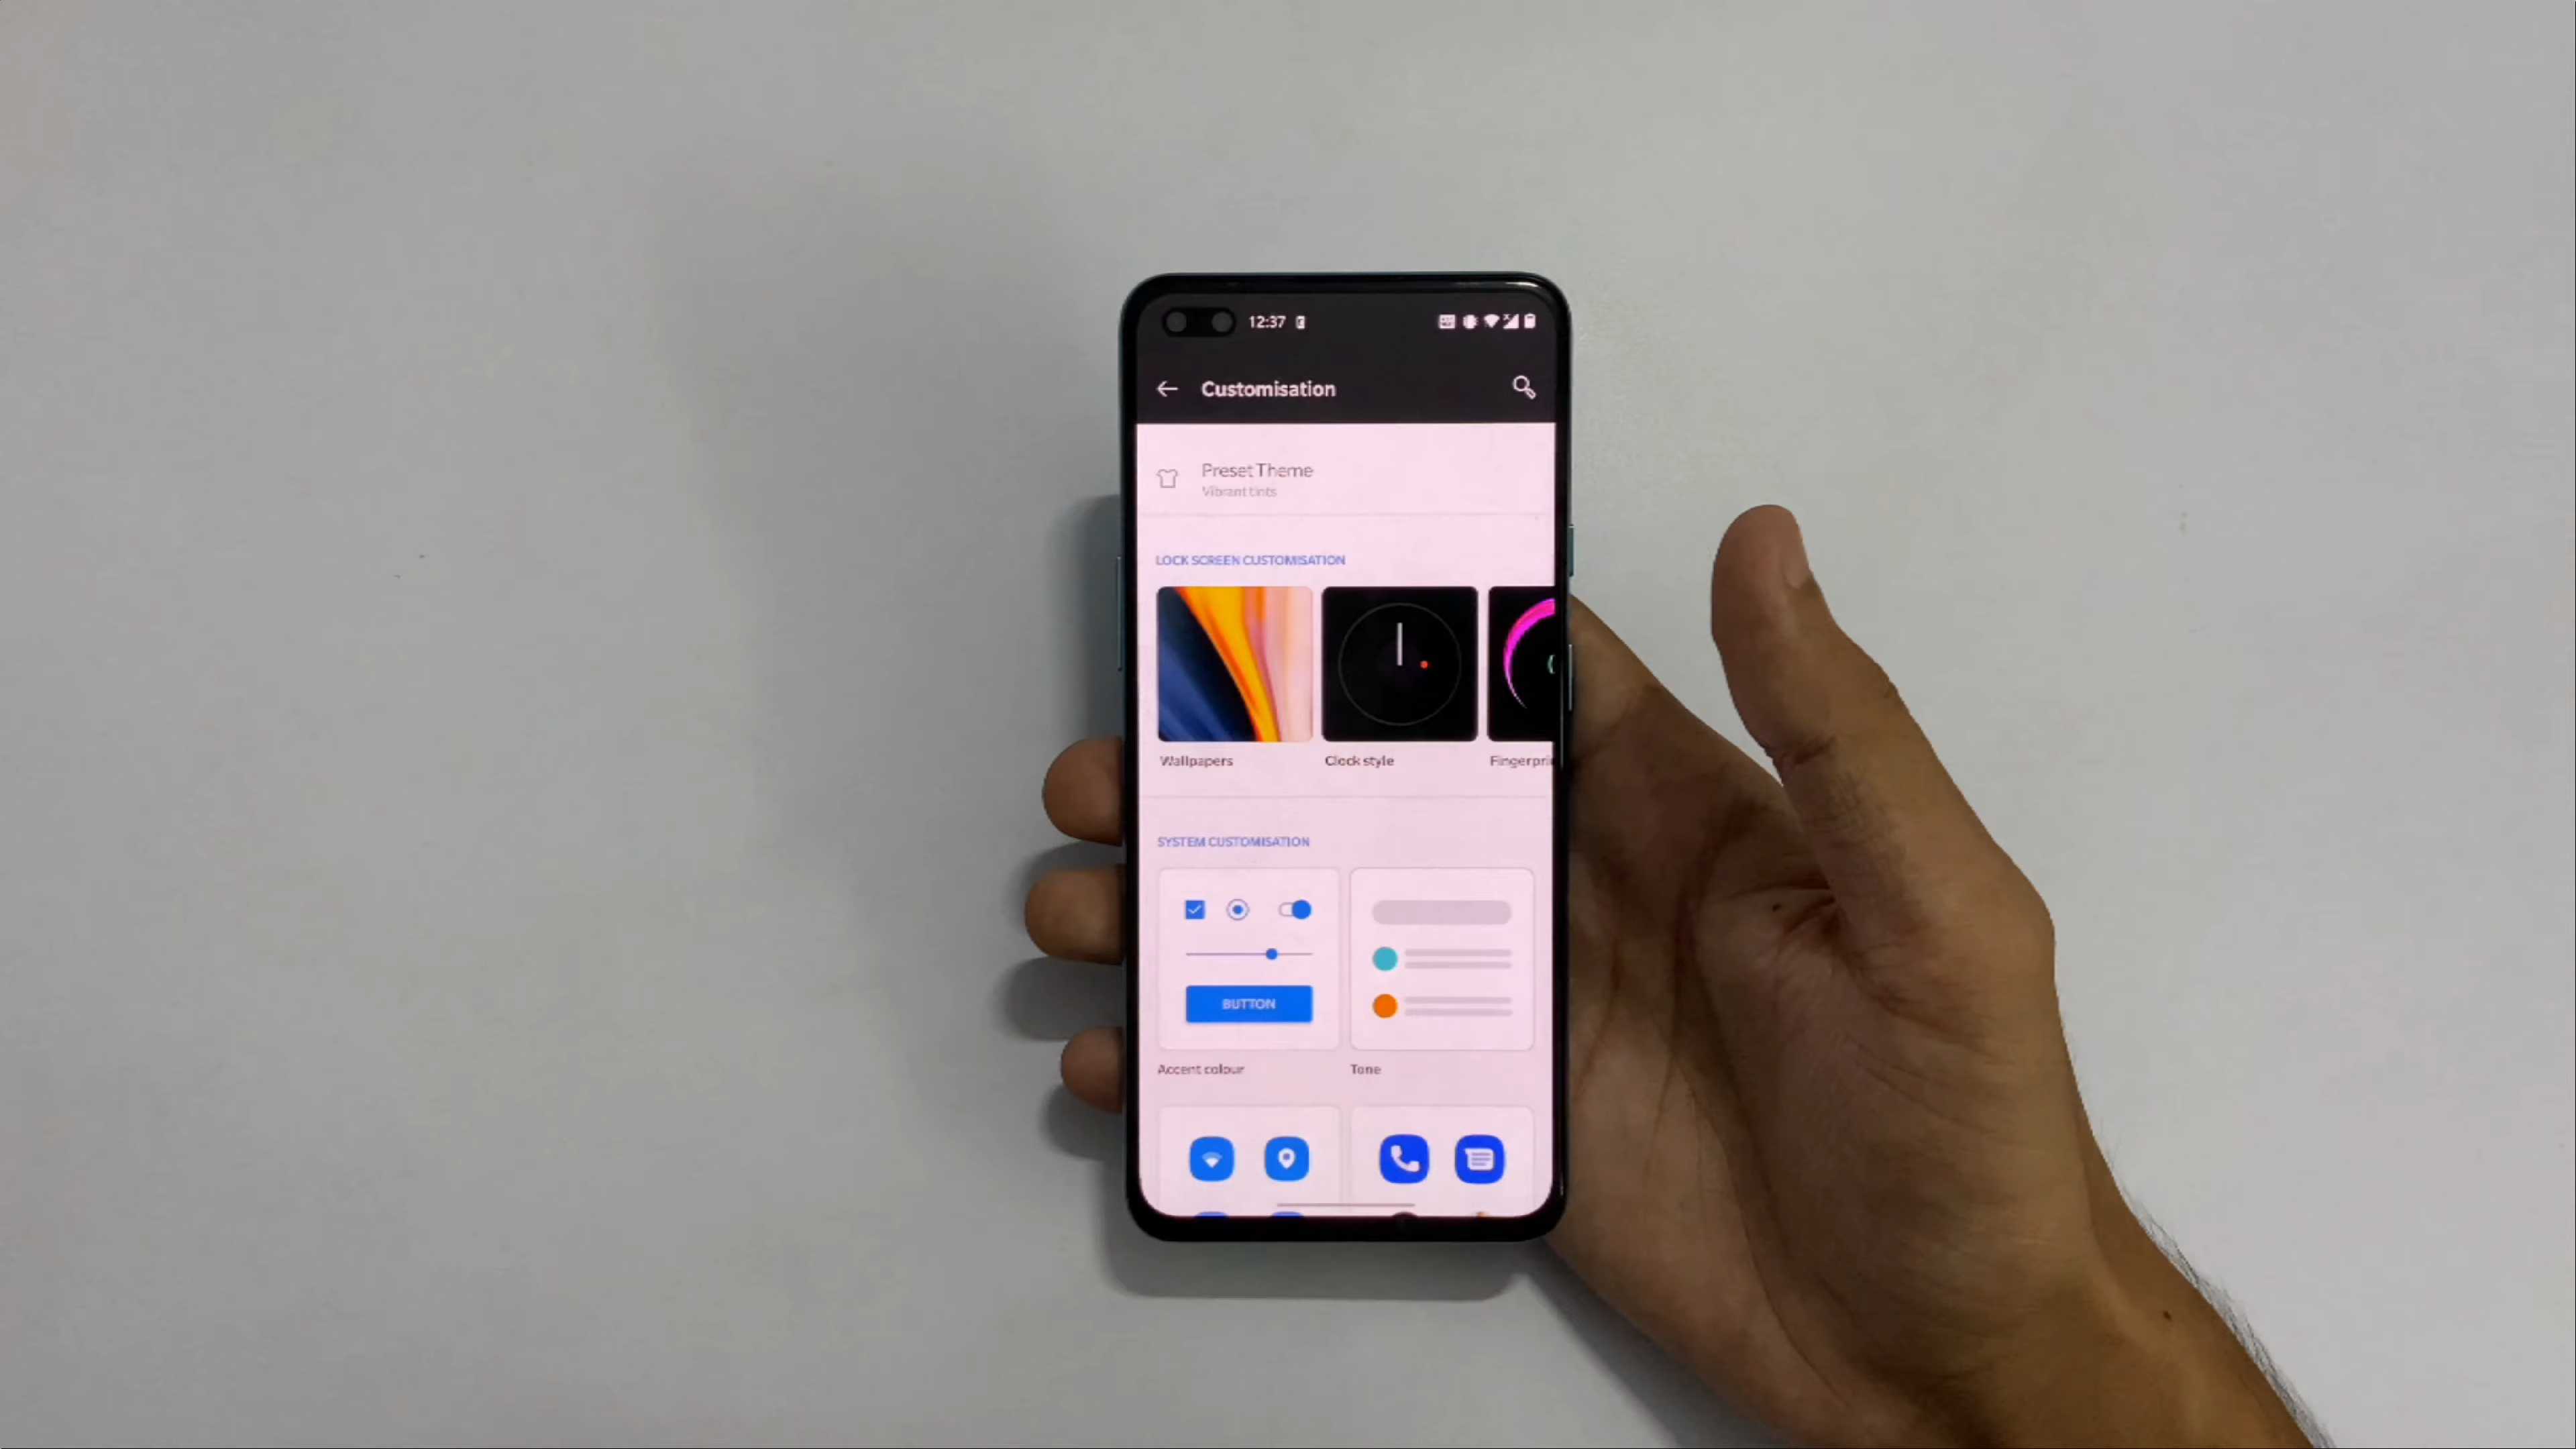 12:37
Customisation
Preset Theme
Vibrant tints
LOCK SCREEN CUSTOMISATION
Wallpapers
Clock style
Fingerpri
SYSTEM CUSTOMISATION
BUTTON
Accent colour
Tone